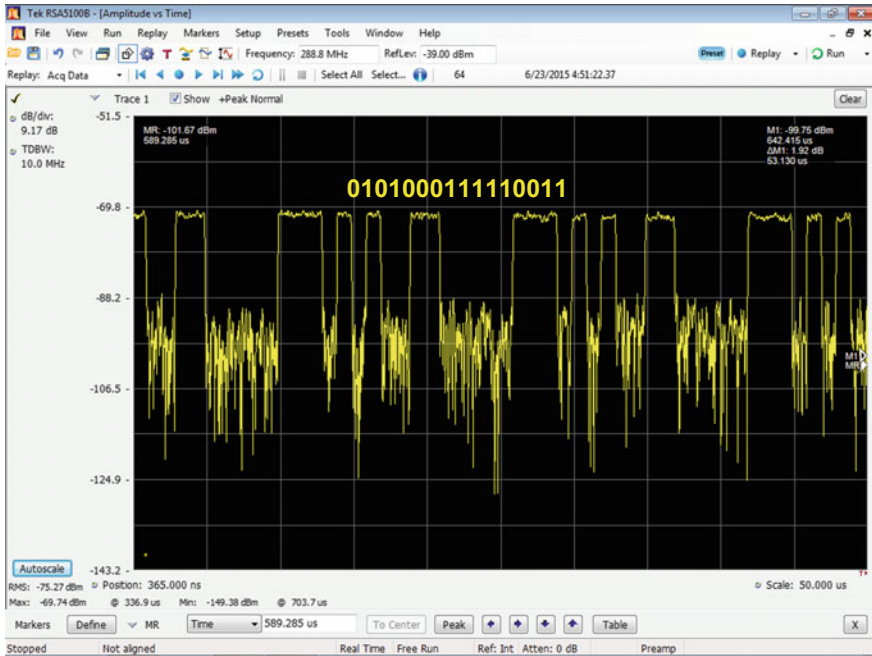 Tek RSA5100B - [Amplitude vs Time]
File View Run Replay Markers Setup Presets Tools Window Help
Frequency: 288.8 MHz RefLev: -39.00 dBm Preset Replay Run
Replay: Acq Data Select All Select... 64 6/23/2015 4:51:22.37
Trace 1 Show +Peak Normal Clear
dB/div:
9.17 dB
TDBW:
10.0 MHz
-51.5
MR: -101.67 dBm
589.285 us
M1: -99.75 dBm
642.415 us
ΔM1: 1.92 dB
53.130 us
0101000111110011
-69.8
-88.2
M1
MR
-106.5
-124.9
Autoscale
-143.2
RMS: -75.27 dBm Position: 365.000 ns Scale: 50.000 us
Max: -69.74 dBm @ 336.9 us Min: -149.38 dBm @ 703.7 us
Markers Define MR Time 589.285 us To Center Peak Table X
Stopped Not aligned Real Time Free Run Ref: Int Atten: 0 dB Preamp